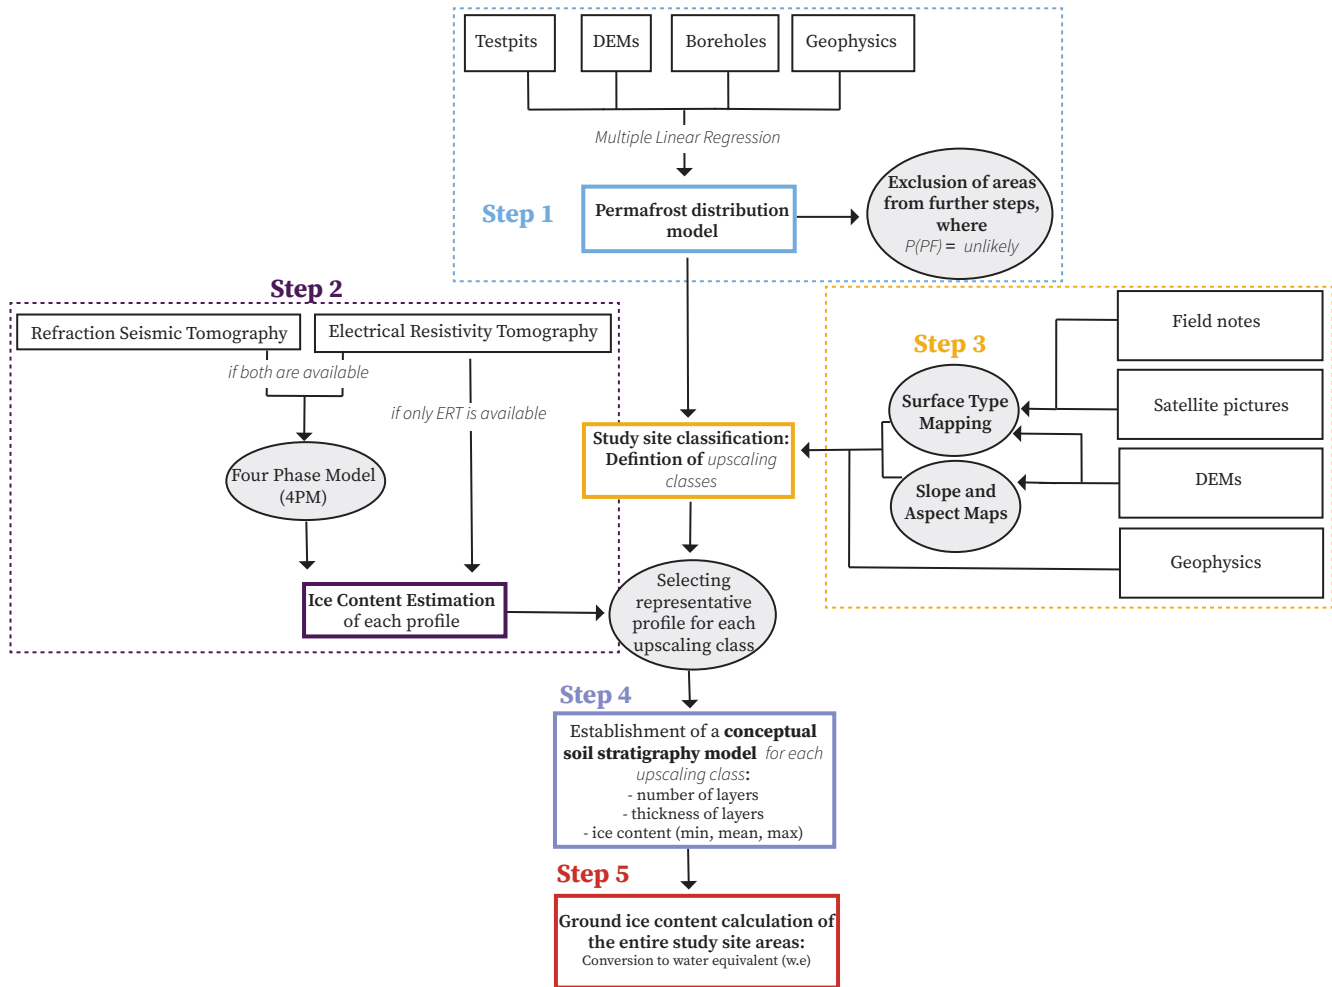 Testpits
DEMs
Boreholes
Geophysics
Multiple Linear Regression
Step 1
Permafrost distribution
model
Exclusion of areas
from further steps,
where
P(PF) = unlikely
Step 2
Refraction Seismic Tomography
Electrical Resistivity Tomography
if both are available
if only ERT is available
Four Phase Model
(4PM)
Ice Content Estimation
of each profile
Step 3
Field notes
Satellite pictures
DEMs
Geophysics
Surface Type
Mapping
Slope and
Aspect Maps
Study site classification:
Defintion of upscaling
classes
Selecting
representative
profile for each
upscaling class
Step 4
Establishment of a conceptual
soil stratigraphy model for each
upscaling class:
- number of layers
- thickness of layers
- ice content (min, mean, max)
Step 5
Ground ice content calculation of
the entire study site areas:
Conversion to water equivalent (w.e)